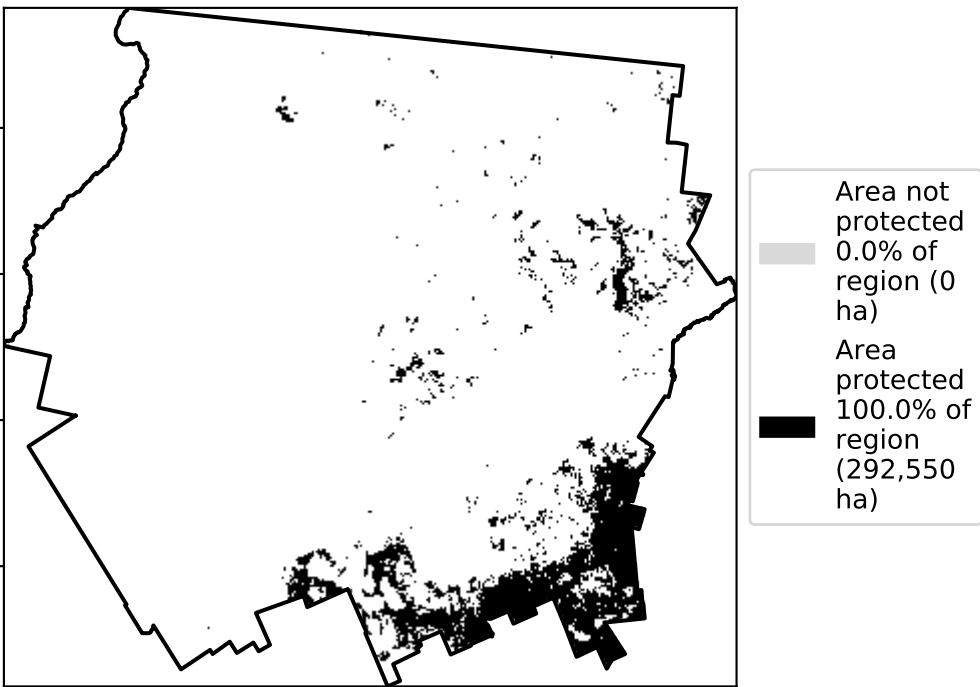 Area not
protected
0.0% of
region (0
ha)
Area
protected
100.0% of
region
(292,550
ha)